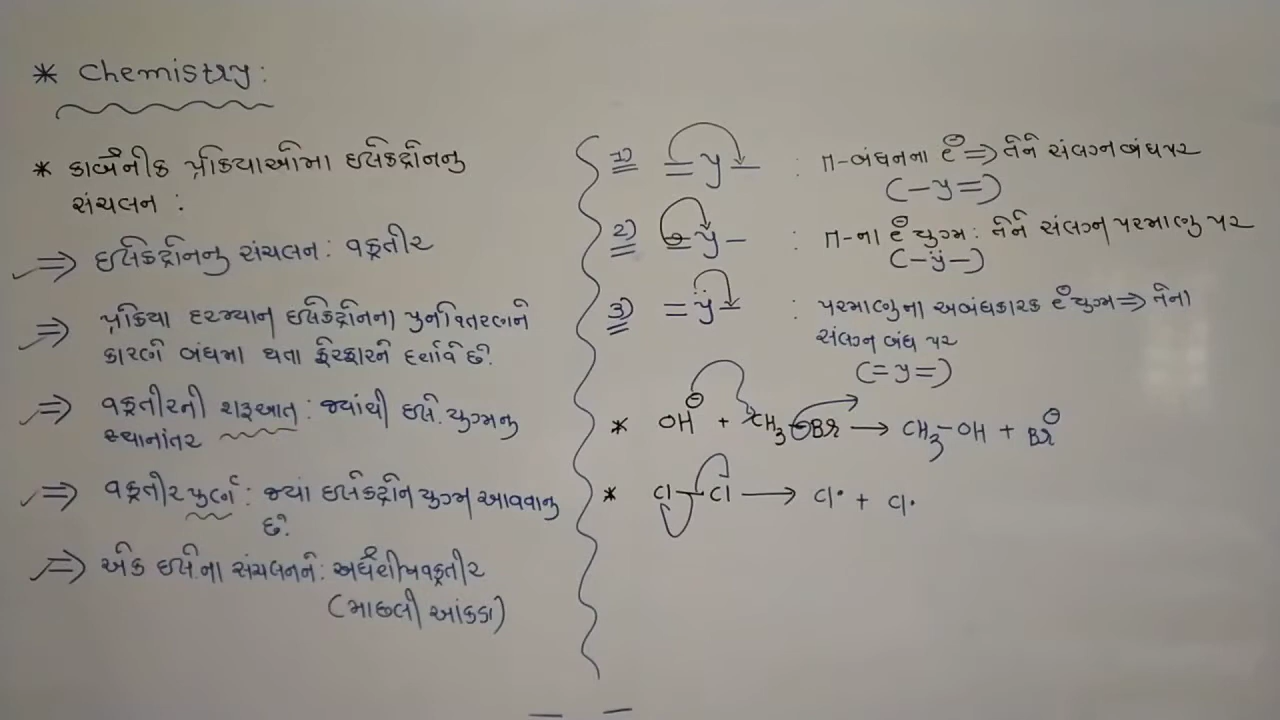 * Chemistry:
* કાર્બનીક પ્રક્રિયાઓમા ઇલેક્ટ્રોનનુ
સંચલન :
⇒ ઇલેક્ટ્રોનનુ સંચલન: વક્રતીર
⇒ પ્રક્રિયા દરમ્યાન ઇલેક્ટ્રોનના પુર્નવિતરણને
કારણે બંધમા થતા ફેરફારને દર્શાવે છે.
⇒ વક્રતીરની શરૂઆત : જ્યાંથી ઇલે. યુગ્મનુ
સ્થાનાંતર
⇒ વક્રતીર પુર્ણ : જ્યાં ઇલેક્ટ્રોન યુગ્મ આવવાનુ
છે.
⇒ એક ઇલે.ના સંચલનને : અર્ધશીર્ષ વક્રતીર
(માછલી આંકડા)
1) = y – : π-બંધનના e⊖ ⇒ તેને સંલગ્ન બંધ પર
(– y =)
2) = y – : π-ના e⊖ યુગ્મ : તેને સંલગ્ન પરમાણુ પર
(– ÿ –)
3) = ÿ – : પરમાણુના અબંધકારક e⊖ યુગ્મ ⇒ તેના
સંલગ્ન બંધ પર
(= y =)
* OH⊖ + CH₃–Br ⟶ CH₃–OH + Br⊖
* Cl–Cl ⟶ Cl• + Cl•